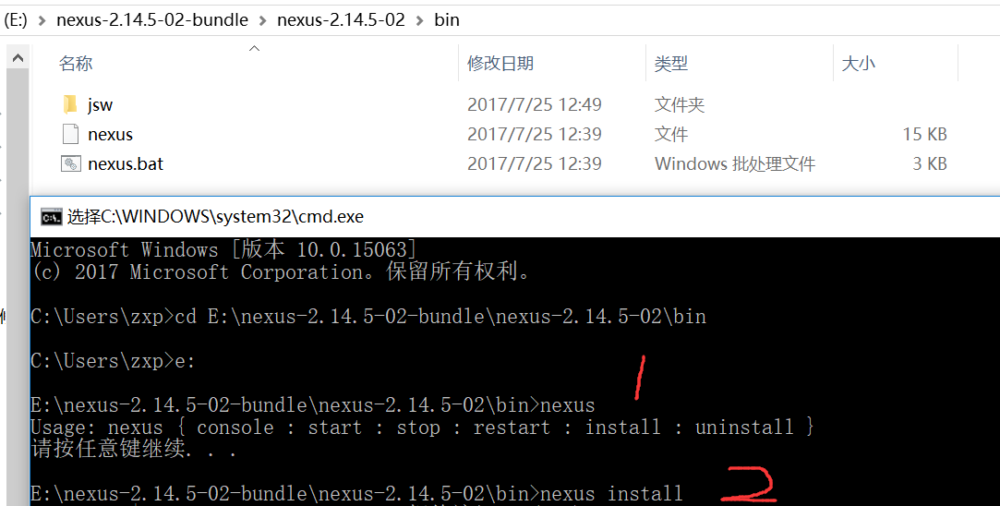 (E:) > nexus-2.14.5-02-bundle > nexus-2.14.5-02 > bin
名称 修改日期 类型 大小
jsw 2017/7/25 12:49 文件夹
nexus 2017/7/25 12:39 文件 15 KB
nexus.bat 2017/7/25 12:39 Windows 批处理文件 3 KB
选择C:\WINDOWS\system32\cmd.exe
Microsoft Windows [版本 10.0.15063]
(c) 2017 Microsoft Corporation。保留所有权利。
C:\Users\zxp>cd E:\nexus-2.14.5-02-bundle\nexus-2.14.5-02\bin
C:\Users\zxp>e:
1
E:\nexus-2.14.5-02-bundle\nexus-2.14.5-02\bin>nexus
Usage: nexus { console : start : stop : restart : install : uninstall }
请按任意键继续. . .
E:\nexus-2.14.5-02-bundle\nexus-2.14.5-02\bin>nexus install 2